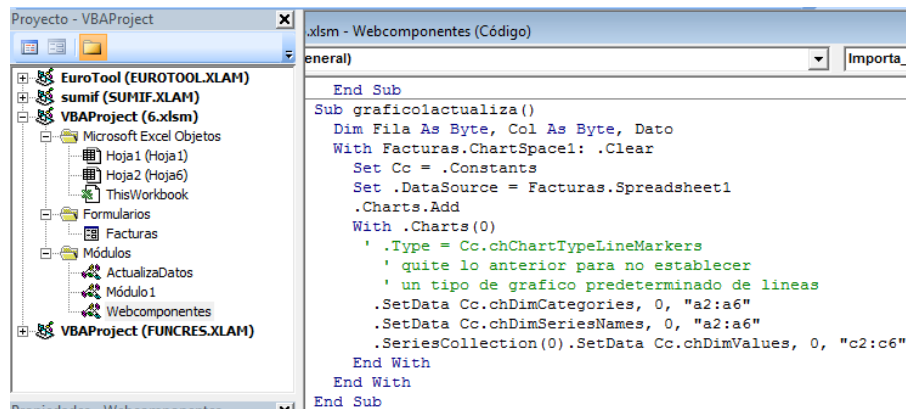 Proyecto - VBAProject
EuroTool (EUROTOOL.XLAM)
sumif (SUMIF.XLAM)
VBAProject (6.xlsm)
Microsoft Excel Objetos
Hoja1 (Hoja1)
Hoja2 (Hoja6)
ThisWorkbook
Formularios
Facturas
Módulos
ActualizaDatos
Módulo1
Webcomponentes
VBAProject (FUNCRES.XLAM)
Propiedades - Webcomponentes
.xlsm - Webcomponentes (Código)
eneral)
Importa_
End Sub
Sub grafico1actualiza()
Dim Fila As Byte, Col As Byte, Dato
With Facturas.ChartSpace1: .Clear
Set Cc = .Constants
Set .DataSource = Facturas.Spreadsheet1
.Charts.Add
With .Charts(0)
' .Type = Cc.chChartTypeLineMarkers
' quite lo anterior para no establecer
' un tipo de grafico predeterminado de lineas
.SetData Cc.chDimCategories, 0, "a2:a6"
.SetData Cc.chDimSeriesNames, 0, "a2:a6"
.SeriesCollection(0).SetData Cc.chDimValues, 0, "c2:c6"
End With
End With
End Sub